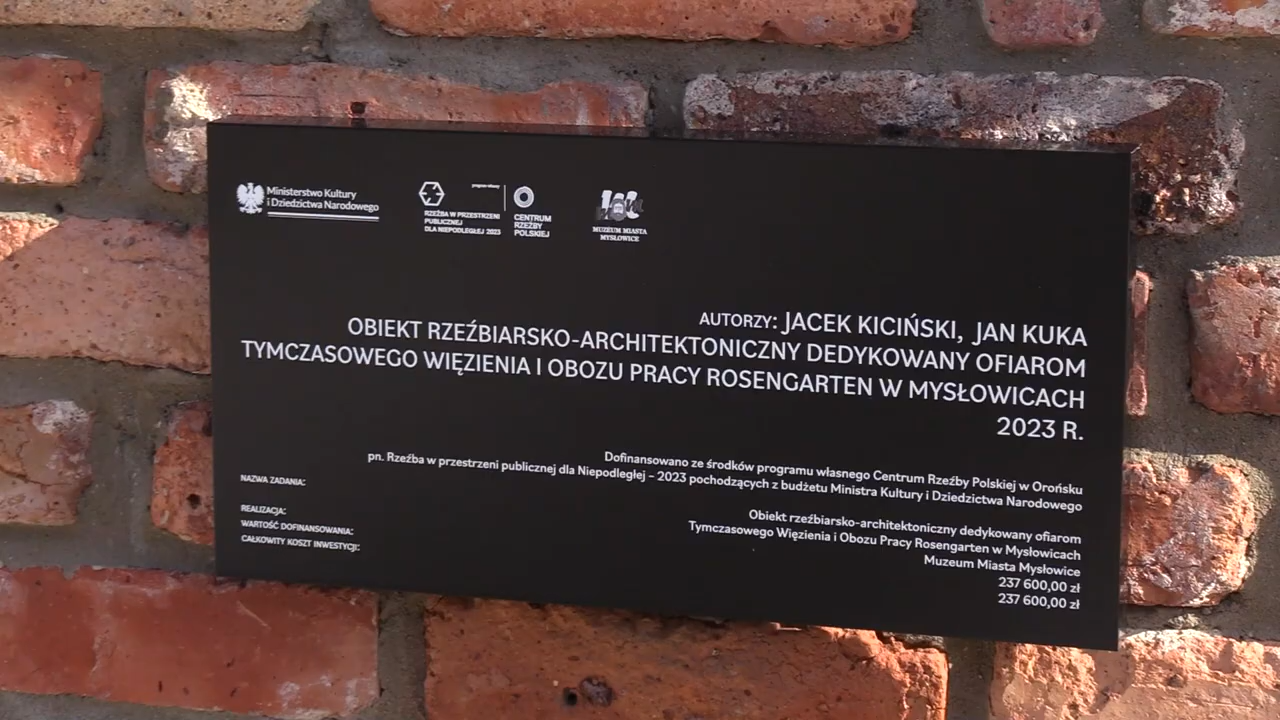 Ministerstwo Kultury
i Dziedzictwa Narodowego
program własny
RZEŹBA W PRZESTRZENI
PUBLICZNEJ
DLA NIEPODLEGŁEJ 2023
CENTRUM
RZEŹBY
POLSKIEJ
MUZEUM MIASTA
MYSŁOWICE
AUTORZY: JACEK KICIŃSKI, JAN KUKA
OBIEKT RZEŹBIARSKO-ARCHITEKTONICZNY DEDYKOWANY OFIAROM
TYMCZASOWEGO WIĘZIENIA I OBOZU PRACY ROSENGARTEN W MYSŁOWICACH
2023 R.
Dofinansowano ze środków programu własnego Centrum Rzeźby Polskiej w Orońsku
pn. Rzeźba w przestrzeni publicznej dla Niepodległej – 2023 pochodzących z budżetu Ministra Kultury i Dziedzictwa Narodowego
NAZWA ZADANIA:
Obiekt rzeźbiarsko-architektoniczny dedykowany ofiarom
Tymczasowego Więzienia i Obozu Pracy Rosengarten w Mysłowicach
REALIZACJA:
Muzeum Miasta Mysłowice
WARTOŚĆ DOFINANSOWANIA:
237 600,00 zł
CAŁKOWITY KOSZT INWESTYCJI:
237 600,00 zł